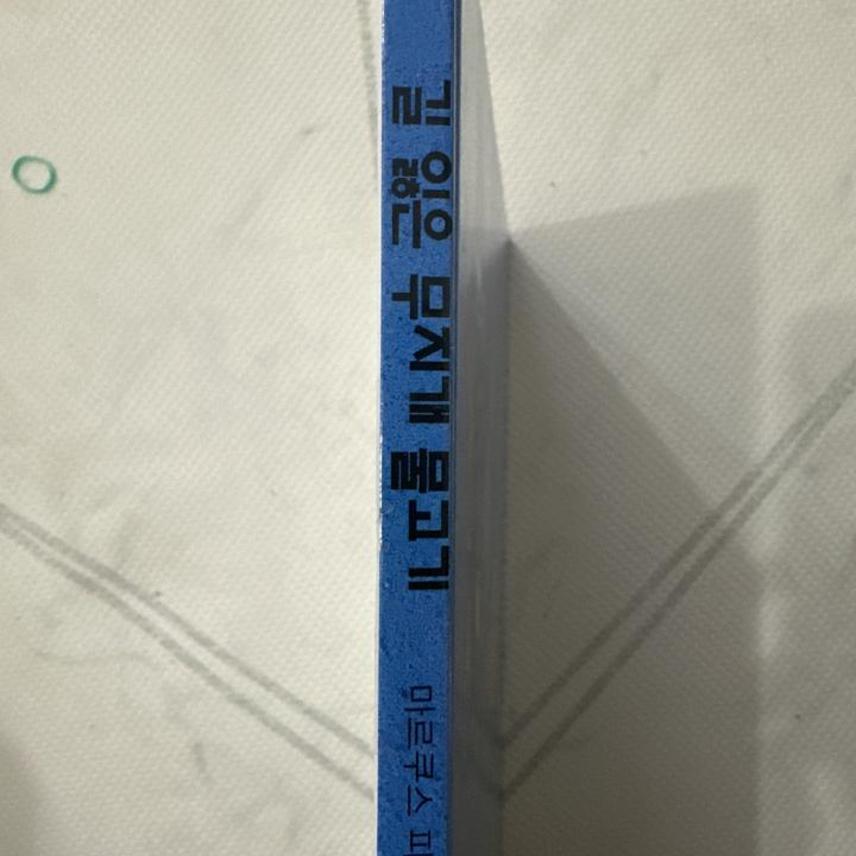 길 잃은 무지개 물고기
마르쿠스